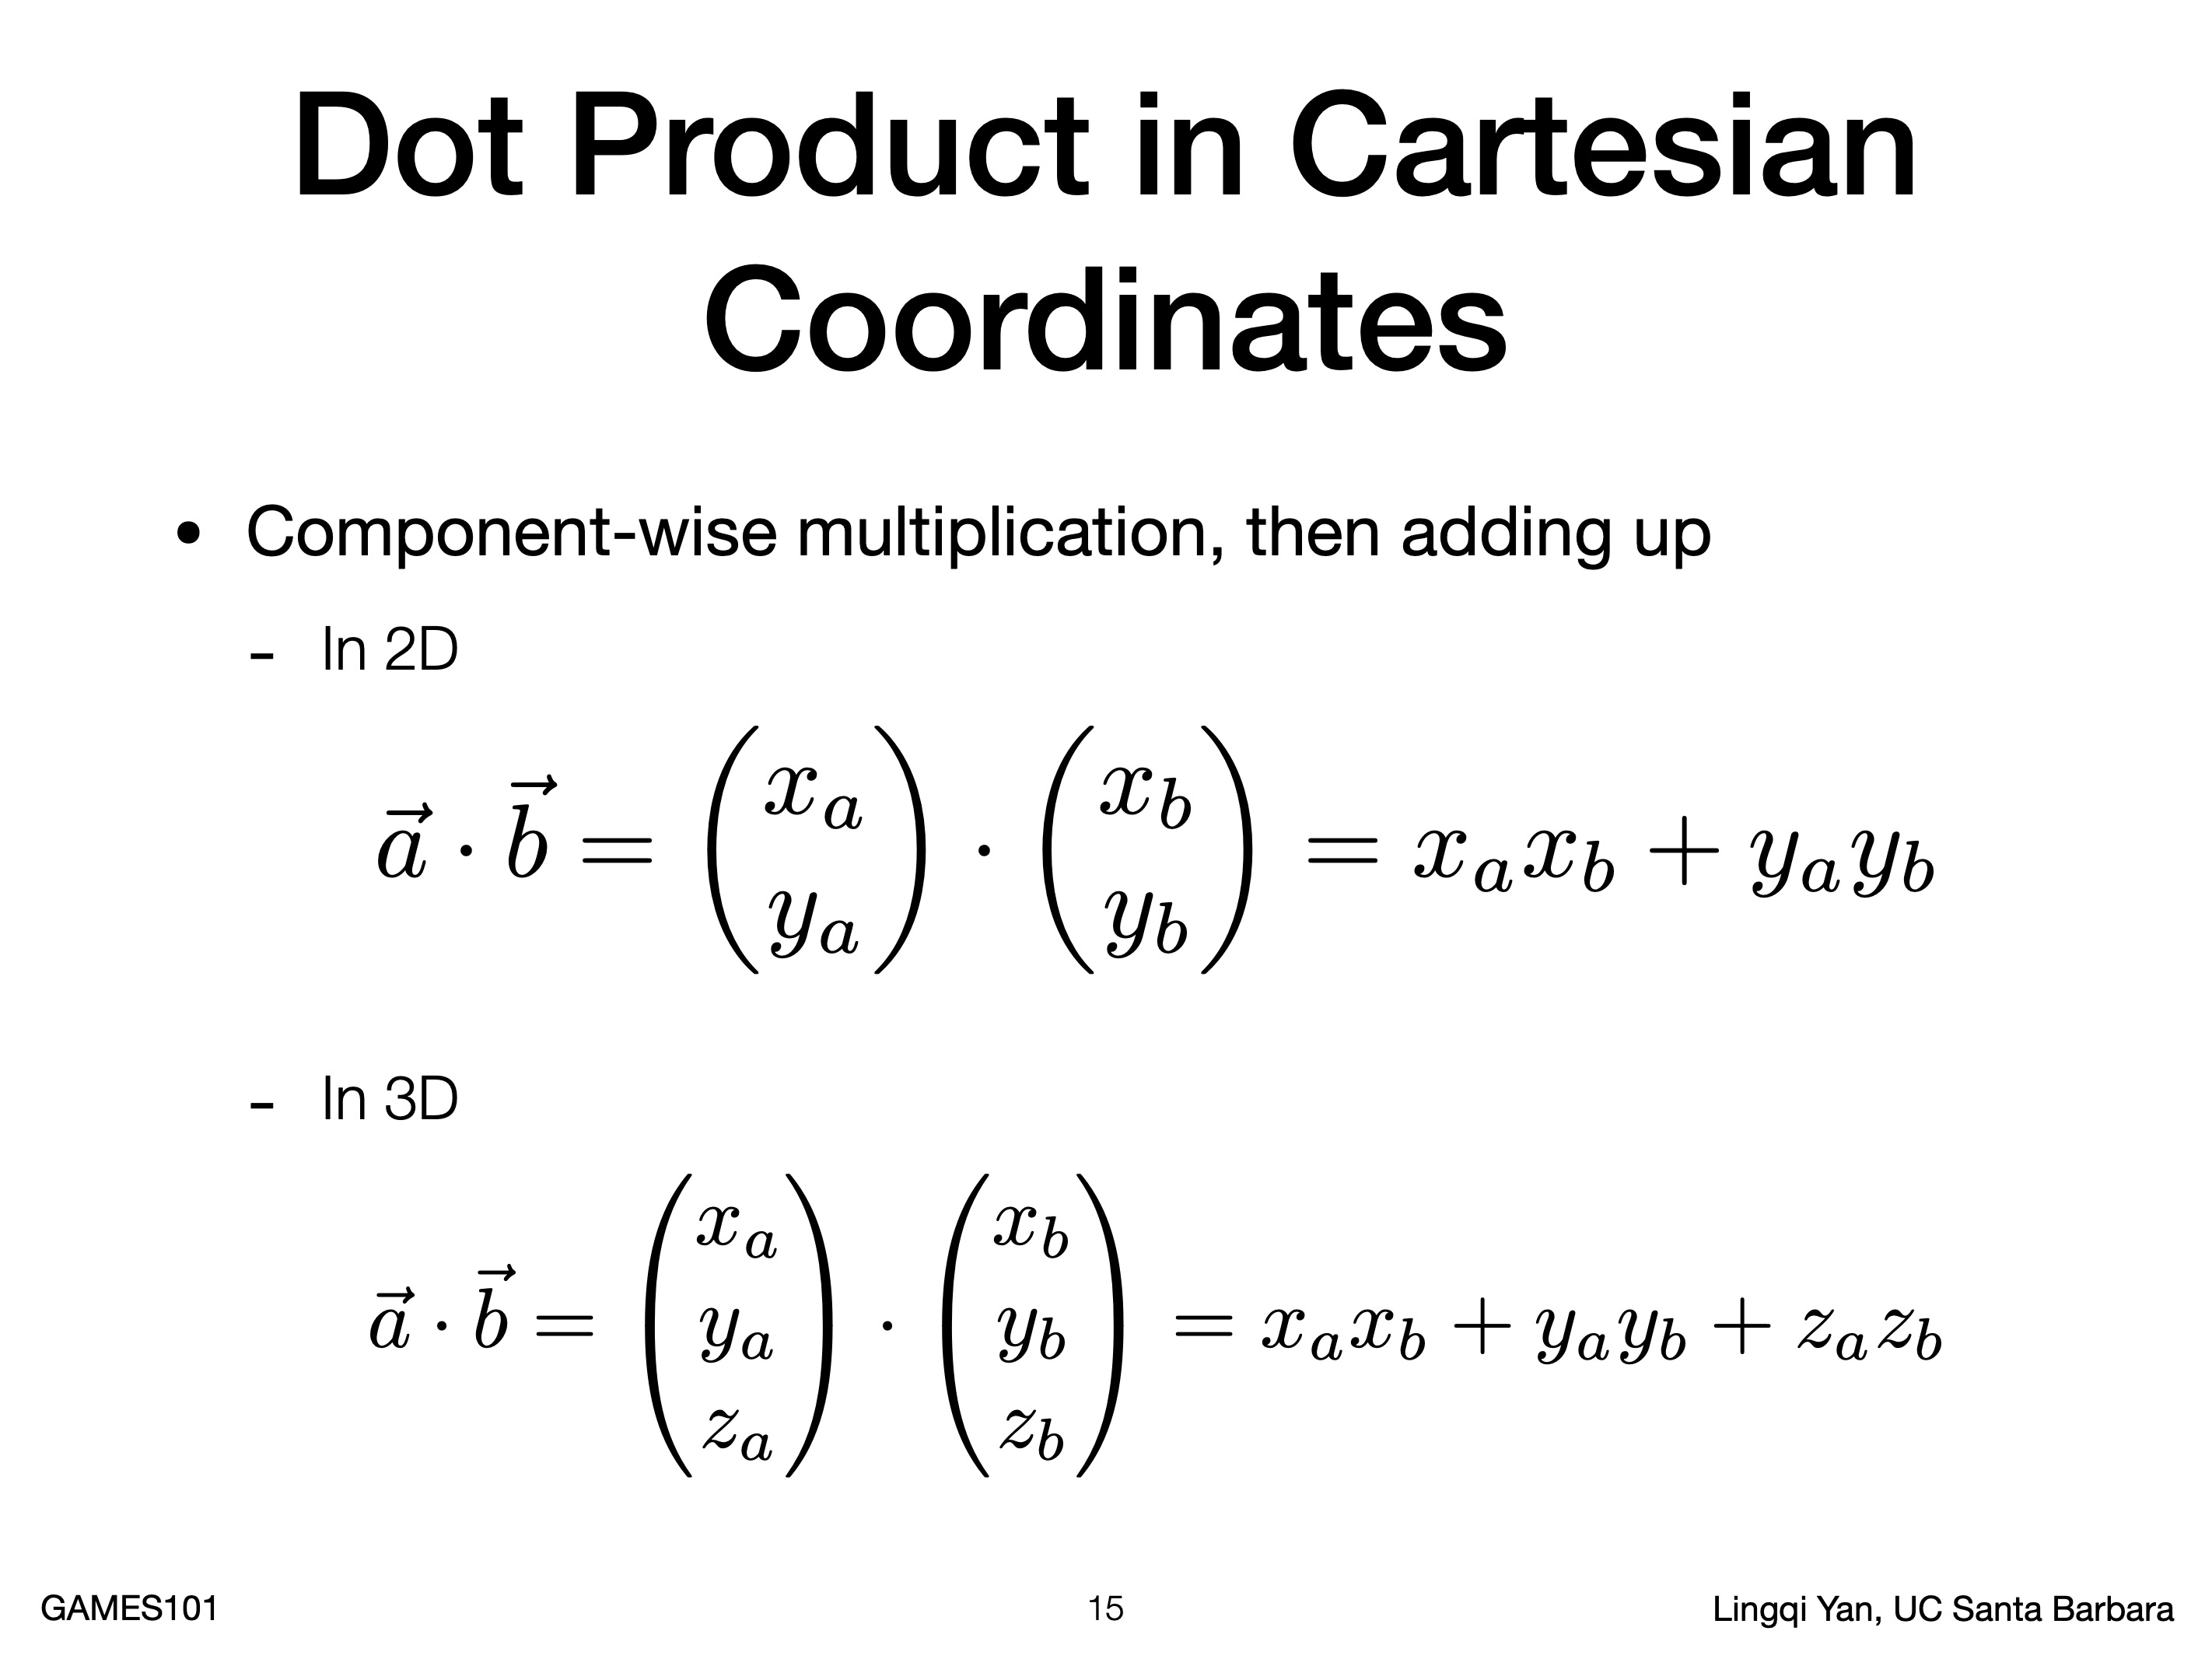 Dot Product in Cartesian
Coordinates
• Component-wise multiplication, then adding up
- In 2D
$\vec{a} \cdot \vec{b} = \begin{pmatrix} x_a \\ y_a \end{pmatrix} \cdot \begin{pmatrix} x_b \\ y_b \end{pmatrix} = x_a x_b + y_a y_b$
- In 3D
$\vec{a} \cdot \vec{b} = \begin{pmatrix} x_a \\ y_a \\ z_a \end{pmatrix} \cdot \begin{pmatrix} x_b \\ y_b \\ z_b \end{pmatrix} = x_a x_b + y_a y_b + z_a z_b$
GAMES101 15 Lingqi Yan, UC Santa Barbara